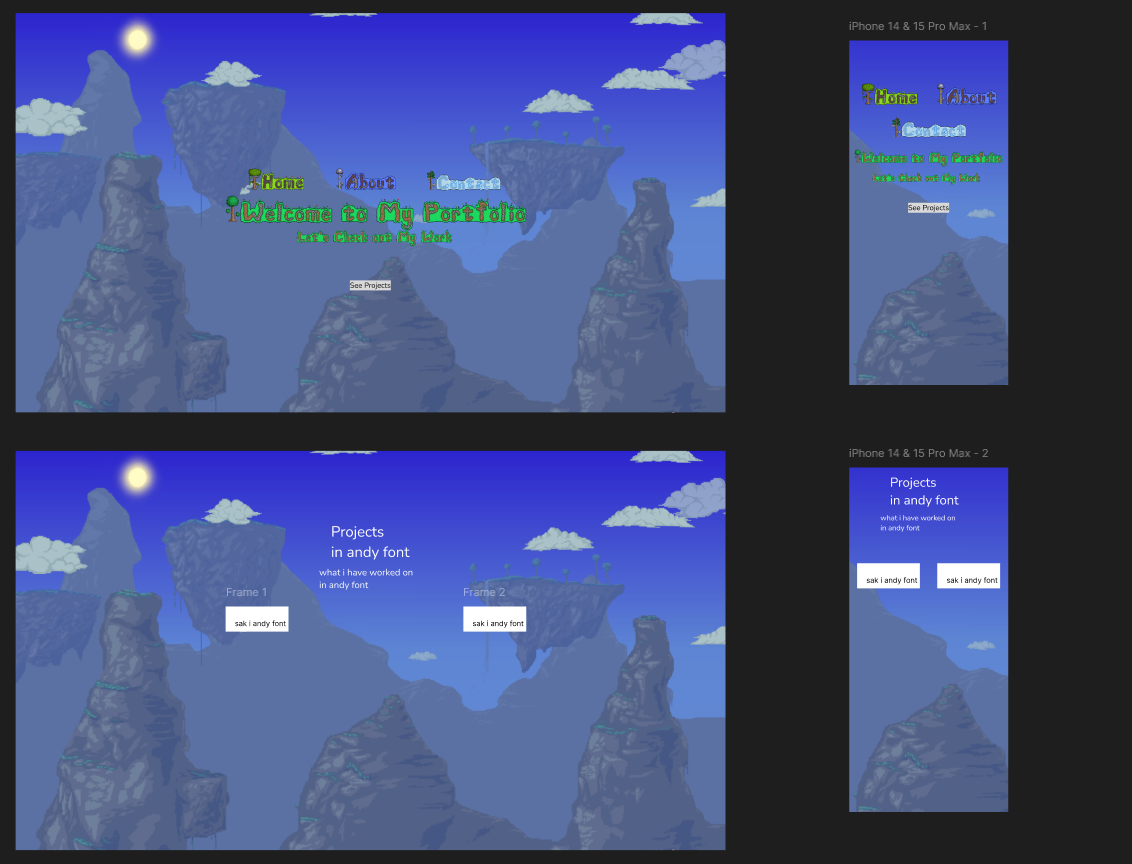 iPhone 14 & 15 Pro Max - 1
Home About Contact
Welcome to My Portfolio
Let's Check out My Work
See Projects
Home About
Contact
Welcome to My Portfolio
Let's Check out My Work
See Projects
iPhone 14 & 15 Pro Max - 2
Projects
in andy font
what i have worked on
in andy font
Frame 1
Frame 2
sak i andy font
sak i andy font
Projects
in andy font
what i have worked on
in andy font
sak i andy font
sak i andy font